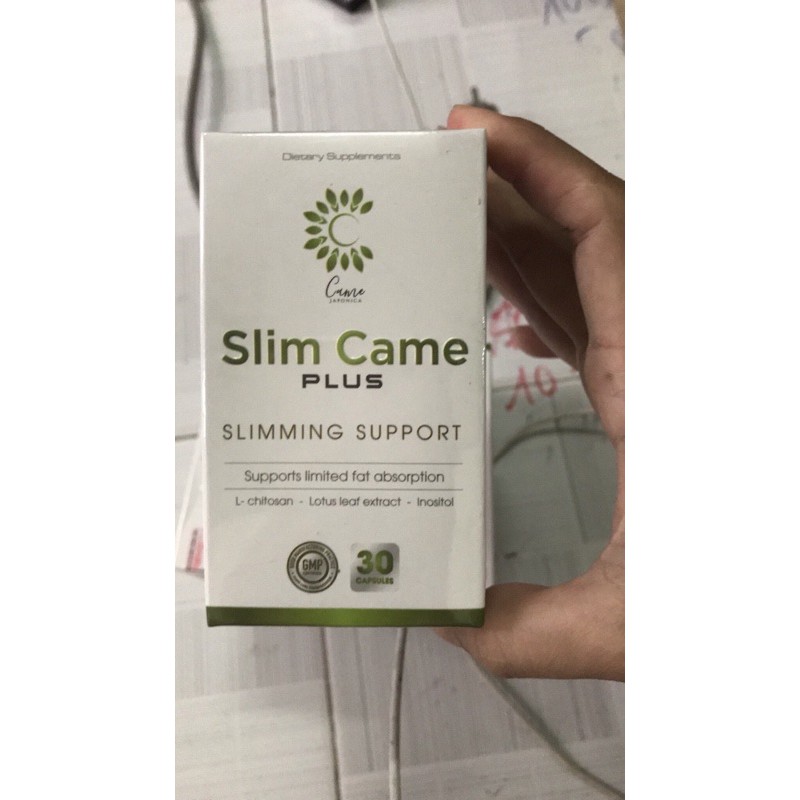 Dietary Supplements
Came
JAPONICA
Slim Came
PLUS
SLIMMING SUPPORT
Supports limited fat absorption
L- chitosan - Lotus leaf extract - Inositol
GMP
30
CAPSULES
10